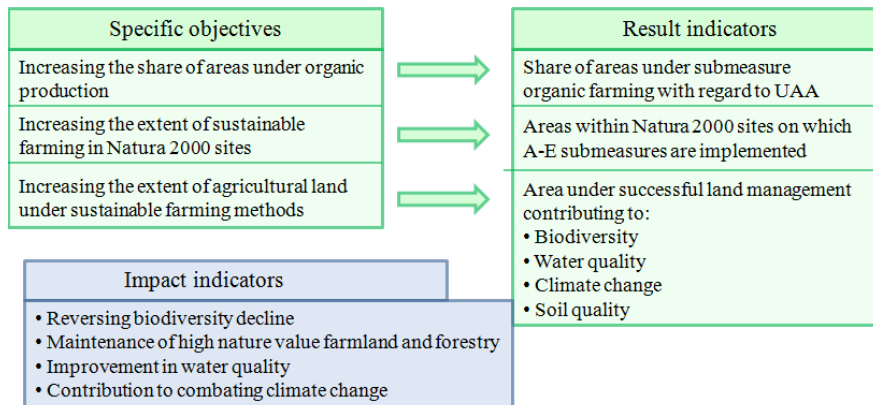 Specific objectives
Increasing the share of areas under organic
production
Increasing the extent of sustainable
farming in Natura 2000 sites
Increasing the extent of agricultural land
under sustainable farming methods
Result indicators
Share of areas under submeasure
organic farming with regard to UAA
Areas within Natura 2000 sites on which
A-E submeasures are implemented
Area under successful land management
contributing to:
• Biodiversity
• Water quality
• Climate change
• Soil quality
Impact indicators
• Reversing biodiversity decline
• Maintenance of high nature value farmland and forestry
• Improvement in water quality
• Contribution to combating climate change